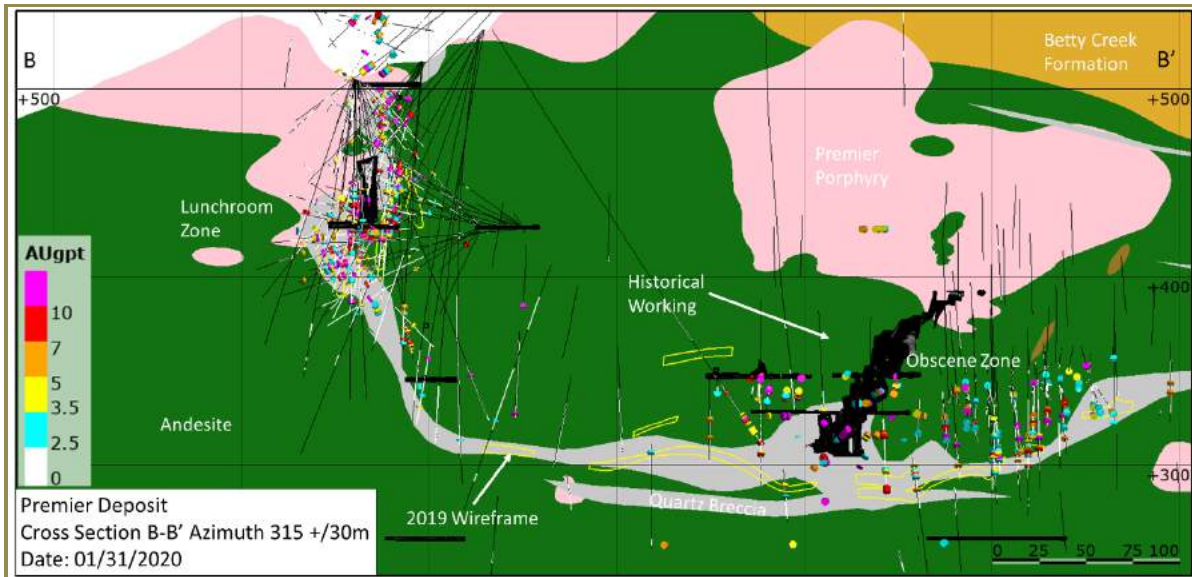 B
Betty Creek
Formation
B'
+500
+500
Premier
Porphyry
Lunchroom
Zone
AUgpt
10
7
5
3.5
2.5
0
Historical
Working
+400
Obscene Zone
Andesite
+300
Quartz Breccia
2019 Wireframe
Premier Deposit
Cross Section B-B' Azimuth 315 +/30m
Date: 01/31/2020
0 25 50 75 100